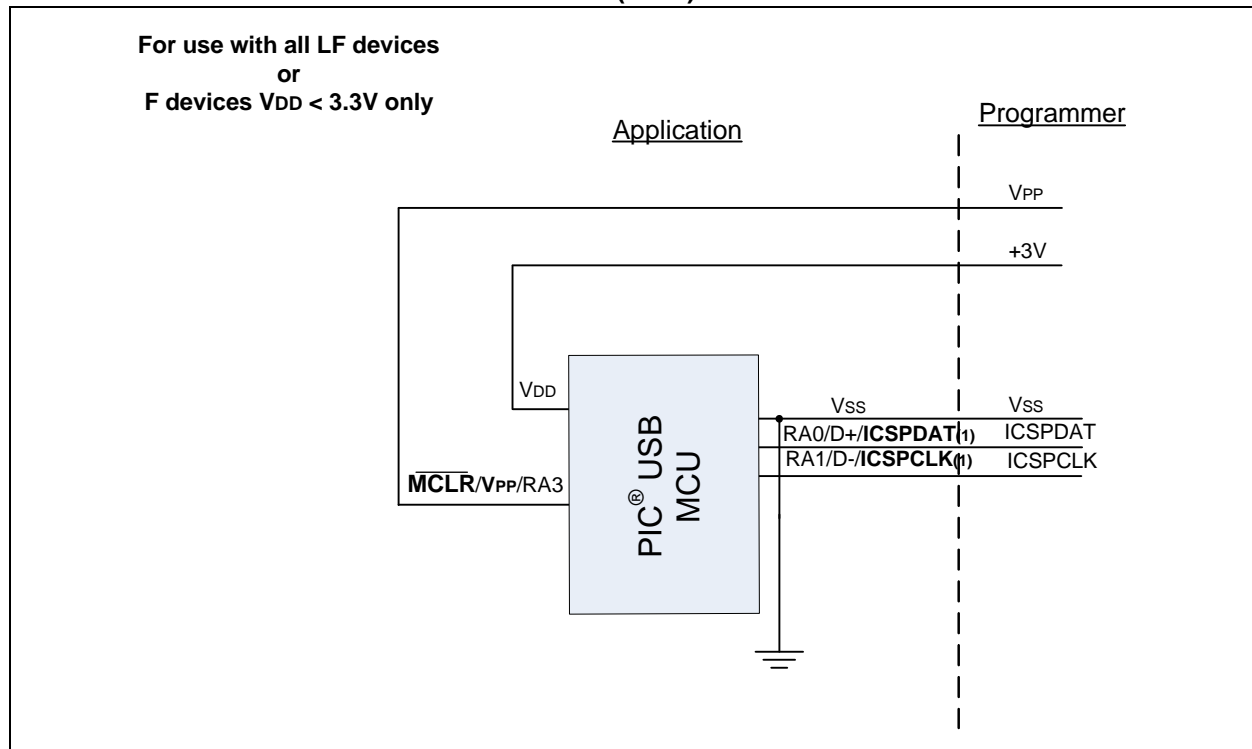 For use with all LF devices
or
F devices VDD < 3.3V only
Application
Programmer
VPP
+3V
VDD
MCLR/VPP/RA3
PIC® USB
MCU
VSS
RA0/D+/ICSPDAT(1)
RA1/D-/ICSPCLK(1)
VSS
ICSPDAT
ICSPCLK